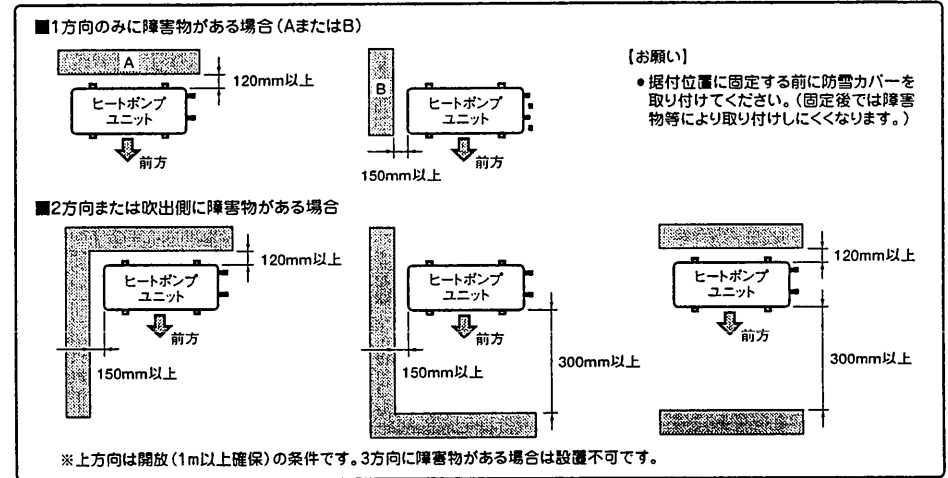 ■1方向のみに障害物がある場合(AまたはB)
A
120mm以上
ヒートポンプ
ユニット
前方
B
ヒートポンプ
ユニット
前方
150mm以上
【お願い】
●据付位置に固定する前に防雪カバーを
取り付けてください。(固定後では障害
物等により取り付けしにくくなります。)
■2方向または吹出側に障害物がある場合
120mm以上
ヒートポンプ
ユニット
前方
150mm以上
ヒートポンプ
ユニット
前方
150mm以上
300mm以上
120mm以上
ヒートポンプ
ユニット
前方
300mm以上
※上方向は開放(1m以上確保)の条件です。3方向に障害物がある場合は設置不可です。